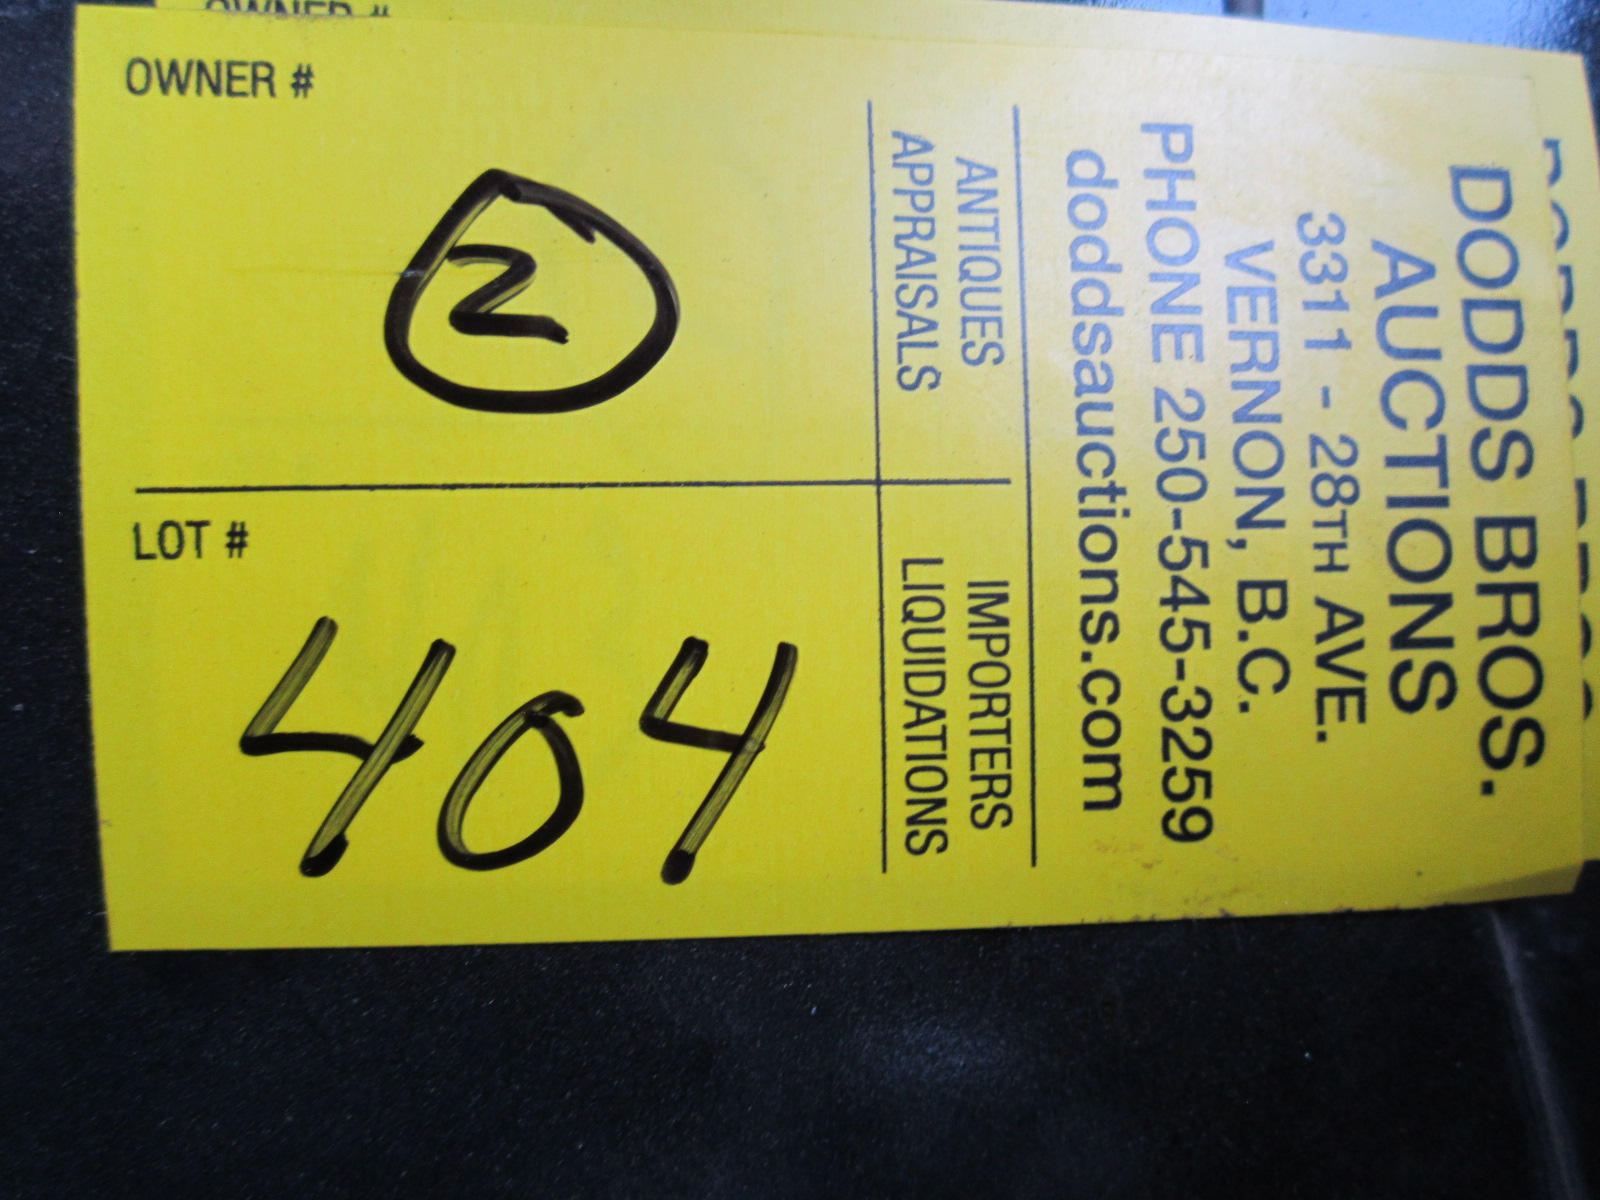 OWNER #
OWNER #
2
LOT #
404
DODDS BROS.
AUCTIONS
3311 - 28TH AVE.
VERNON, B.C.
PHONE 250-545-3259
doddsauctions.com
ANTIQUES
APPRAISALS
IMPORTERS
LIQUIDATIONS